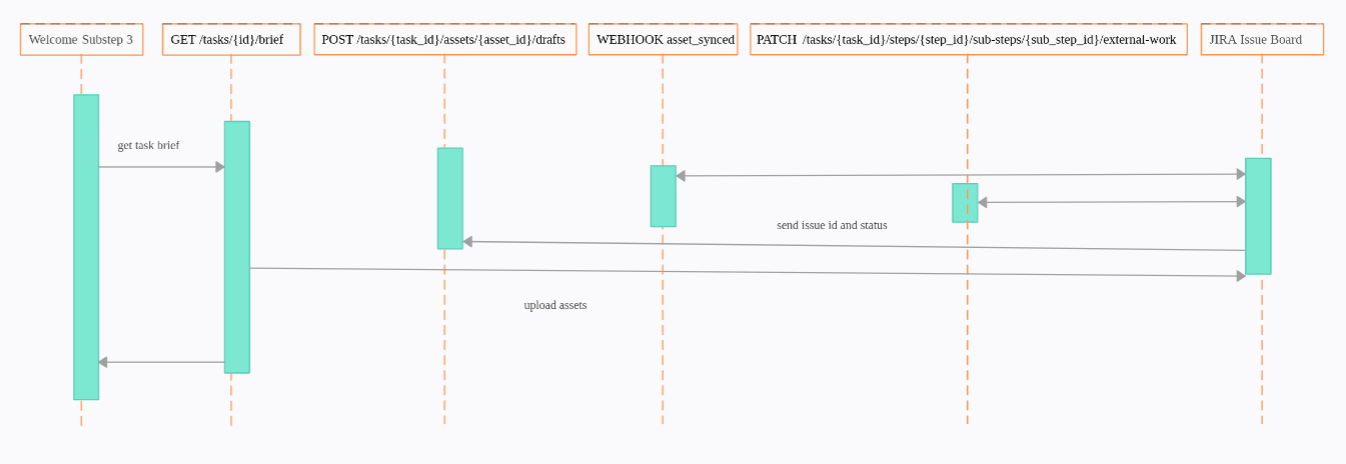 Welcome Substep 3
GET /tasks/{id}/brief
POST /tasks/{task_id}/assets/{asset_id}/drafts
WEBHOOK asset_synced
PATCH  /tasks/{task_id}/steps/{step_id}/sub-steps/{sub_step_id}/external-work
JIRA Issue Board
get task brief
send issue id and status
upload assets